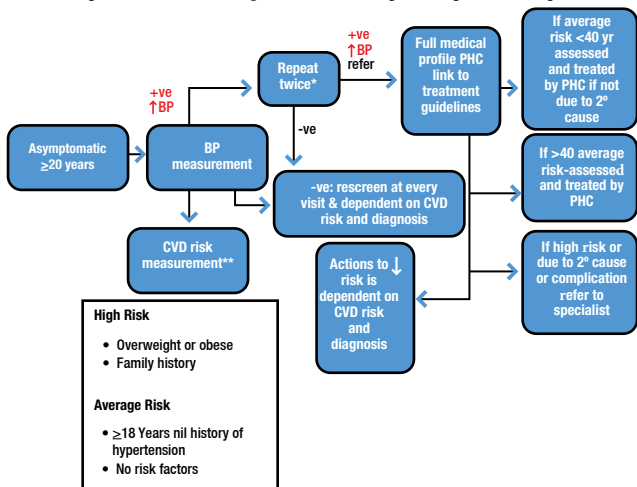 Asymptomatic
≥20 years
BP
measurement
+ve
↑BP
Repeat
twice*
+ve
↑BP
refer
-ve
Full medical
profile PHC
link to
treatment
guidelines
If average
risk <40 yr
assessed
and treated
by PHC if not
due to 2º
cause
If >40 average
risk-assessed
and treated by
PHC
If high risk or
due to 2º cause
or complication
refer to
specialist
-ve: rescreen at every
visit & dependent on CVD
risk and diagnosis
CVD risk
measurement**
Actions to ↓
risk is
dependent on
CVD risk
and
diagnosis
High Risk
• Overweight or obese
• Family history
Average Risk
• ≥18 Years nil history of
hypertension
• No risk factors